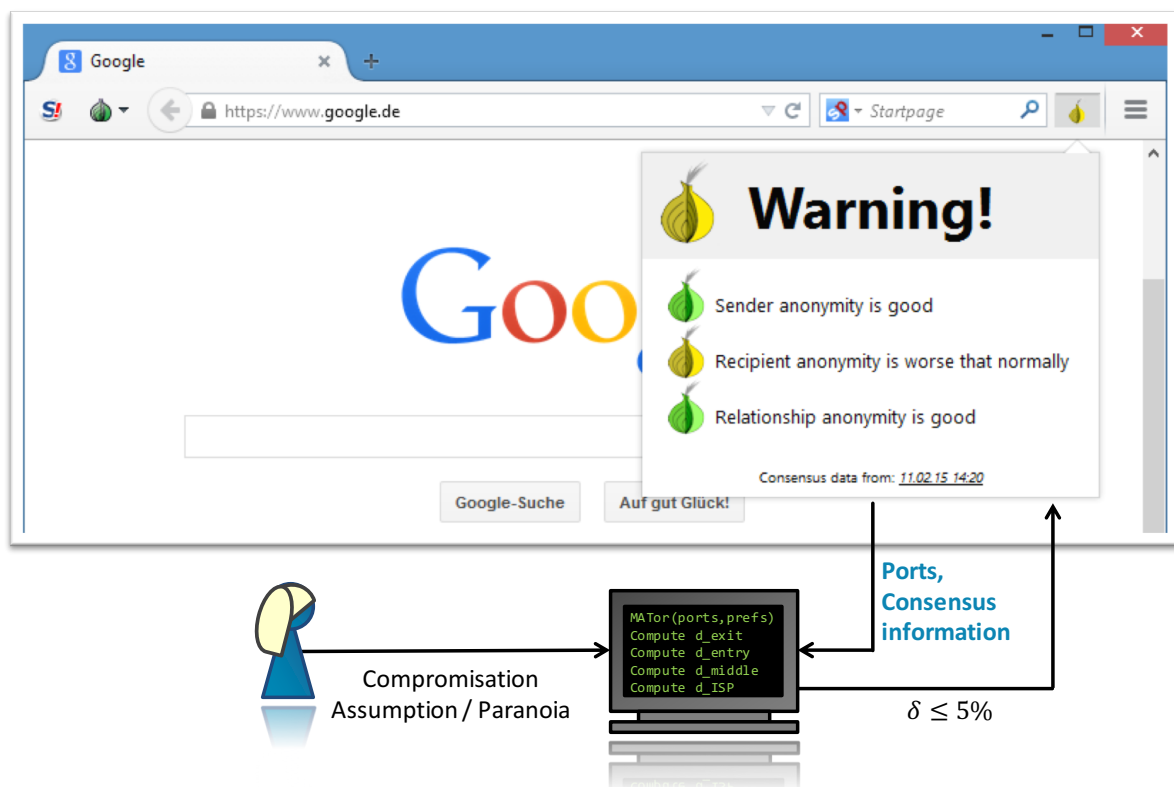 Google
https://www.google.de
Startpage
Warning!
Goo
Sender anonymity is good
Recipient anonymity is worse that normally
Relationship anonymity is good
Consensus data from: 11.02.15 14:20
Google-Suche
Auf gut Glück!
Ports,
Consensus
information
MATor(ports,prefs)
Compute d_exit
Compute d_entry
Compute d_middle
Compute d_ISP
Compromisation
Assumption / Paranoia
δ ≤ 5%